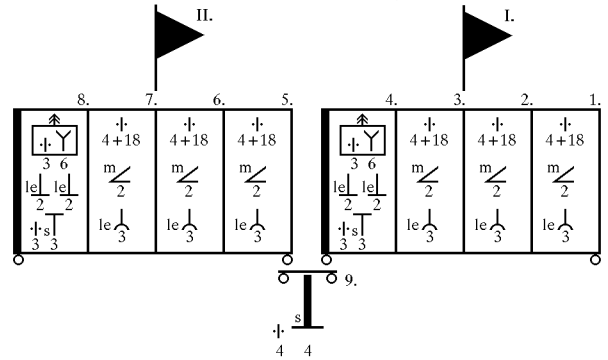 II. I.
8. 7. 6. 5. 4. 3. 2. 1.
4+18 4+18 4+18 4+18 4+18 4+18
3 6 3 6
m m m m m m
2 2 2 2 2 2
le le le le
2 2 2 2
le le le le le le
3 3 3 3 3 3
s s
3 3 3 3
9.
s
4 4